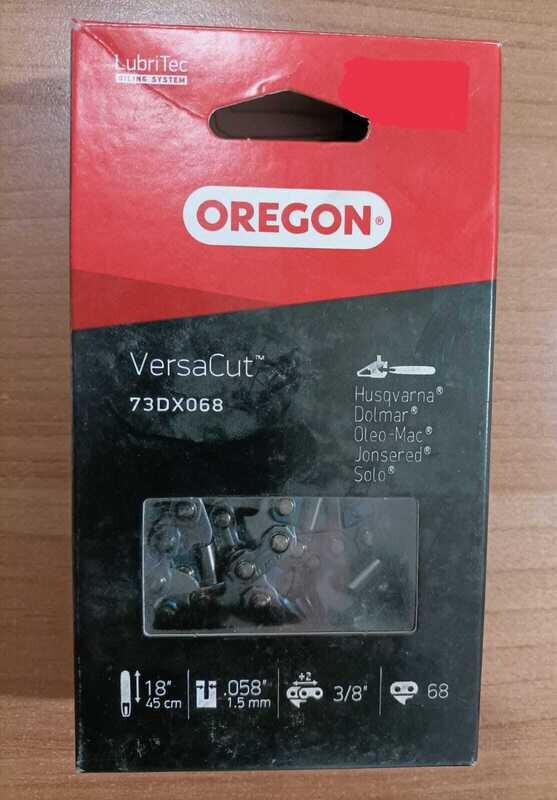 LubriTec
OILING SYSTEM
OREGON®
VersaCut™
73DX068
Husqvarna®
Dolmar®
Oleo-Mac®
Jonsered®
Solo®
18" .058" +2 3/8" 68
45 cm 1.5 mm